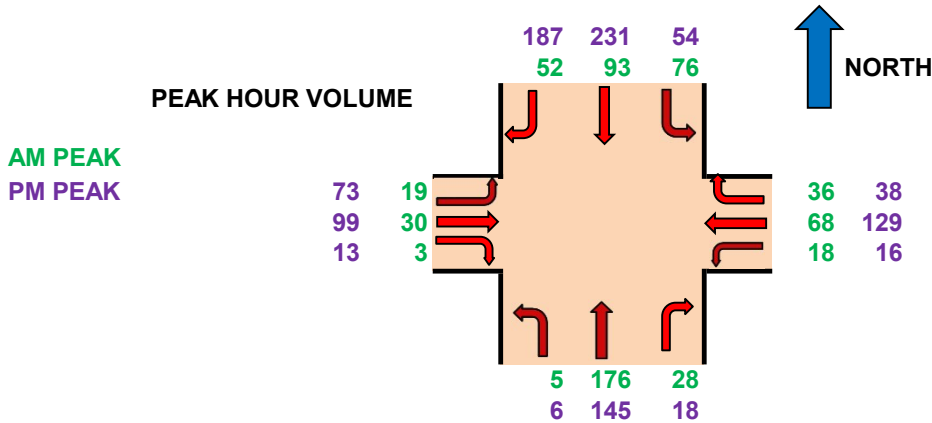 187 231 54
52 93 76
NORTH
PEAK HOUR VOLUME
AM PEAK
PM PEAK
73 19 36 38
99 30 68 129
13 3 18 16
5 176 28
6 145 18